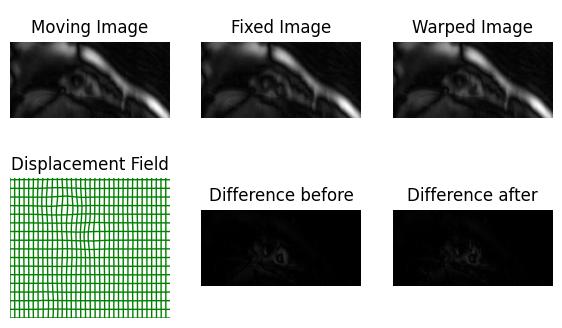 Moving Image
Fixed Image
Warped Image
Displacement Field
Difference before
Difference after